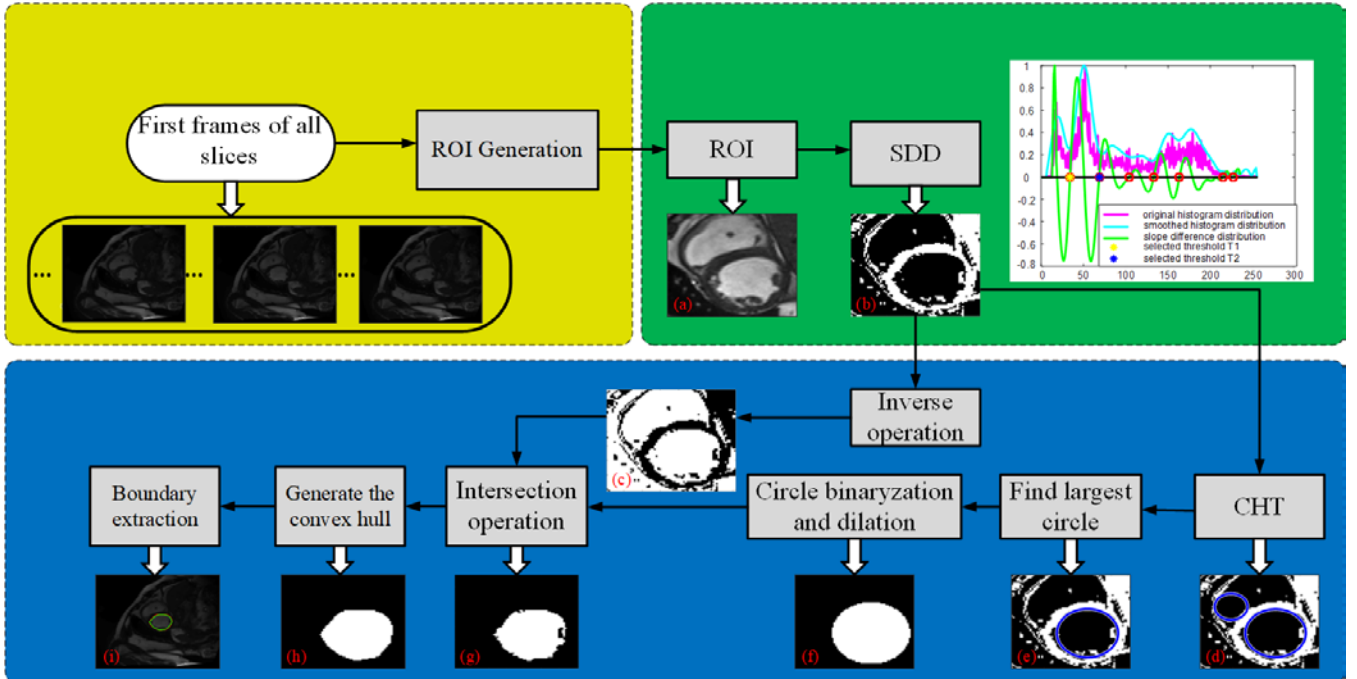 First frames of all
slices
ROI Generation
...
...
...
ROI
SDD
(a)
(b)
1
0.8
0.6
0.4
0.2
0
-0.2
-0.4
-0.6
-0.8
original histogram distribution
smoothed histogram distribution
slope difference distribution
selected threshold T1
selected threshold T2
0 50 100 150 200 250 300
Inverse
operation
(c)
Boundary
extraction
Generate the
convex hull
Intersection
operation
Circle binaryzation
and dilation
Find largest
circle
CHT
(i)
(h)
(g)
(f)
(e)
(d)